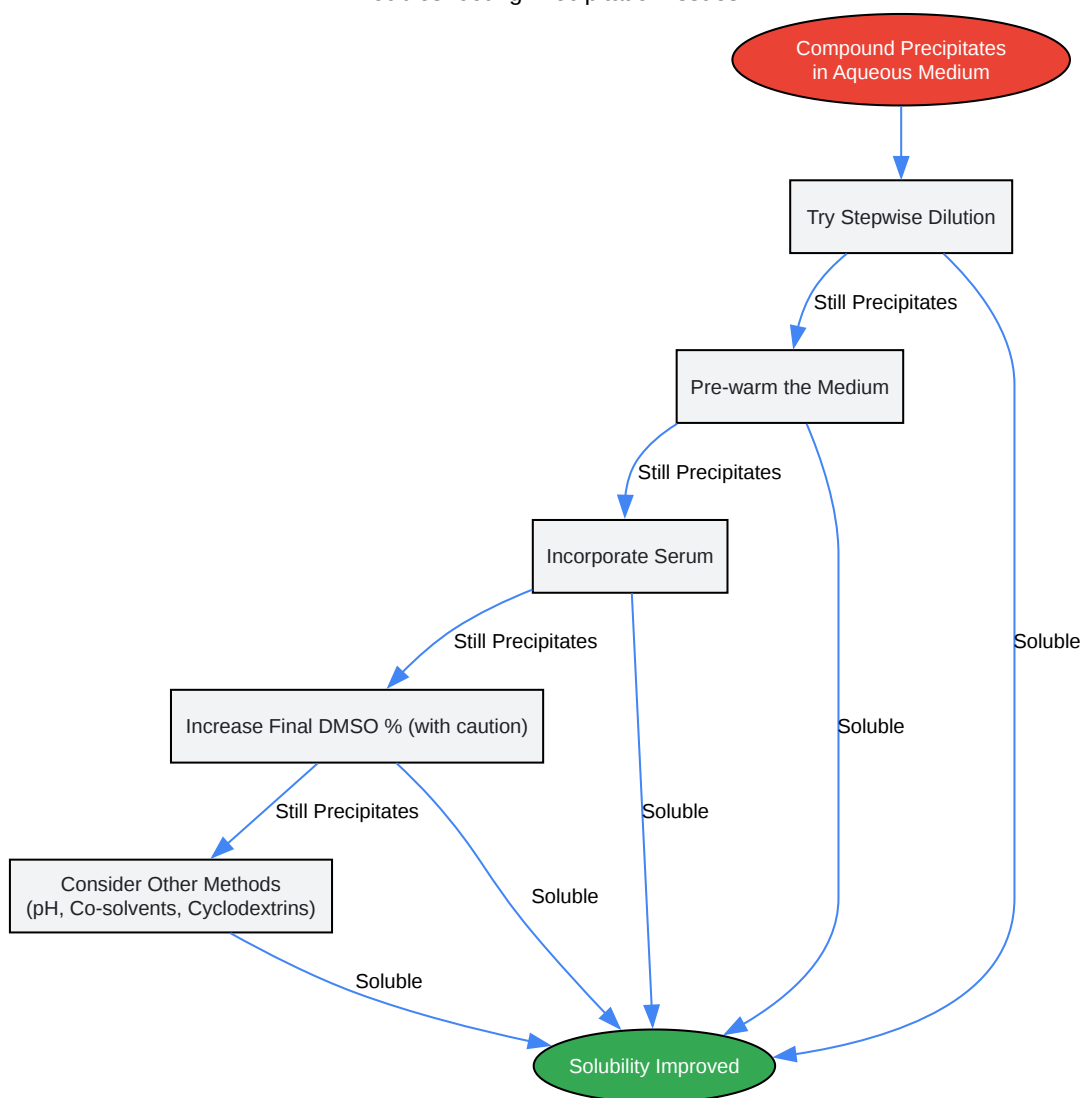 Compound Precipitates
in Aqueous Medium
Try Stepwise Dilution
Still Precipitates
Pre-warm the Medium
Still Precipitates
Incorporate Serum
Still Precipitates
Soluble
Increase Final DMSO % (with caution)
Soluble
Still Precipitates
Soluble
Consider Other Methods
(pH, Co-solvents, Cyclodextrins)
Soluble
Soluble
Solubility Improved